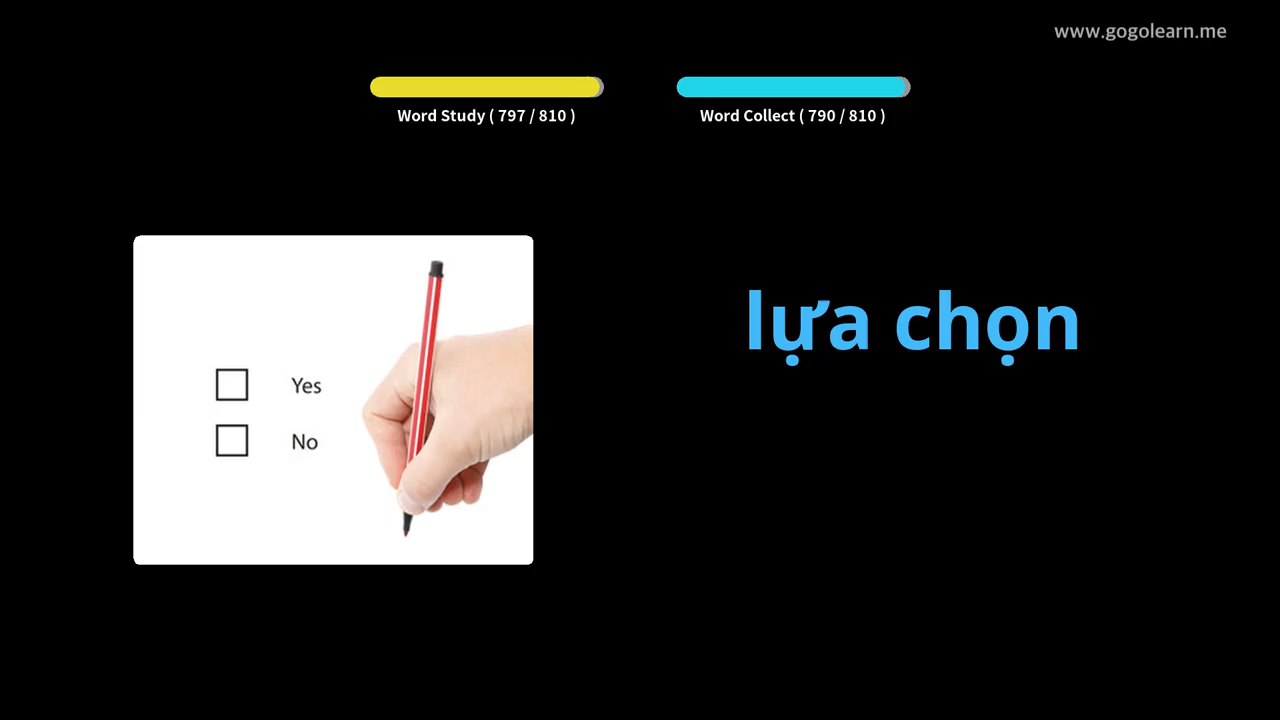 www.gogolearn.me
Word Study ( 797 / 810 )
Word Collect ( 790 / 810 )
lựa chọn
Yes
No